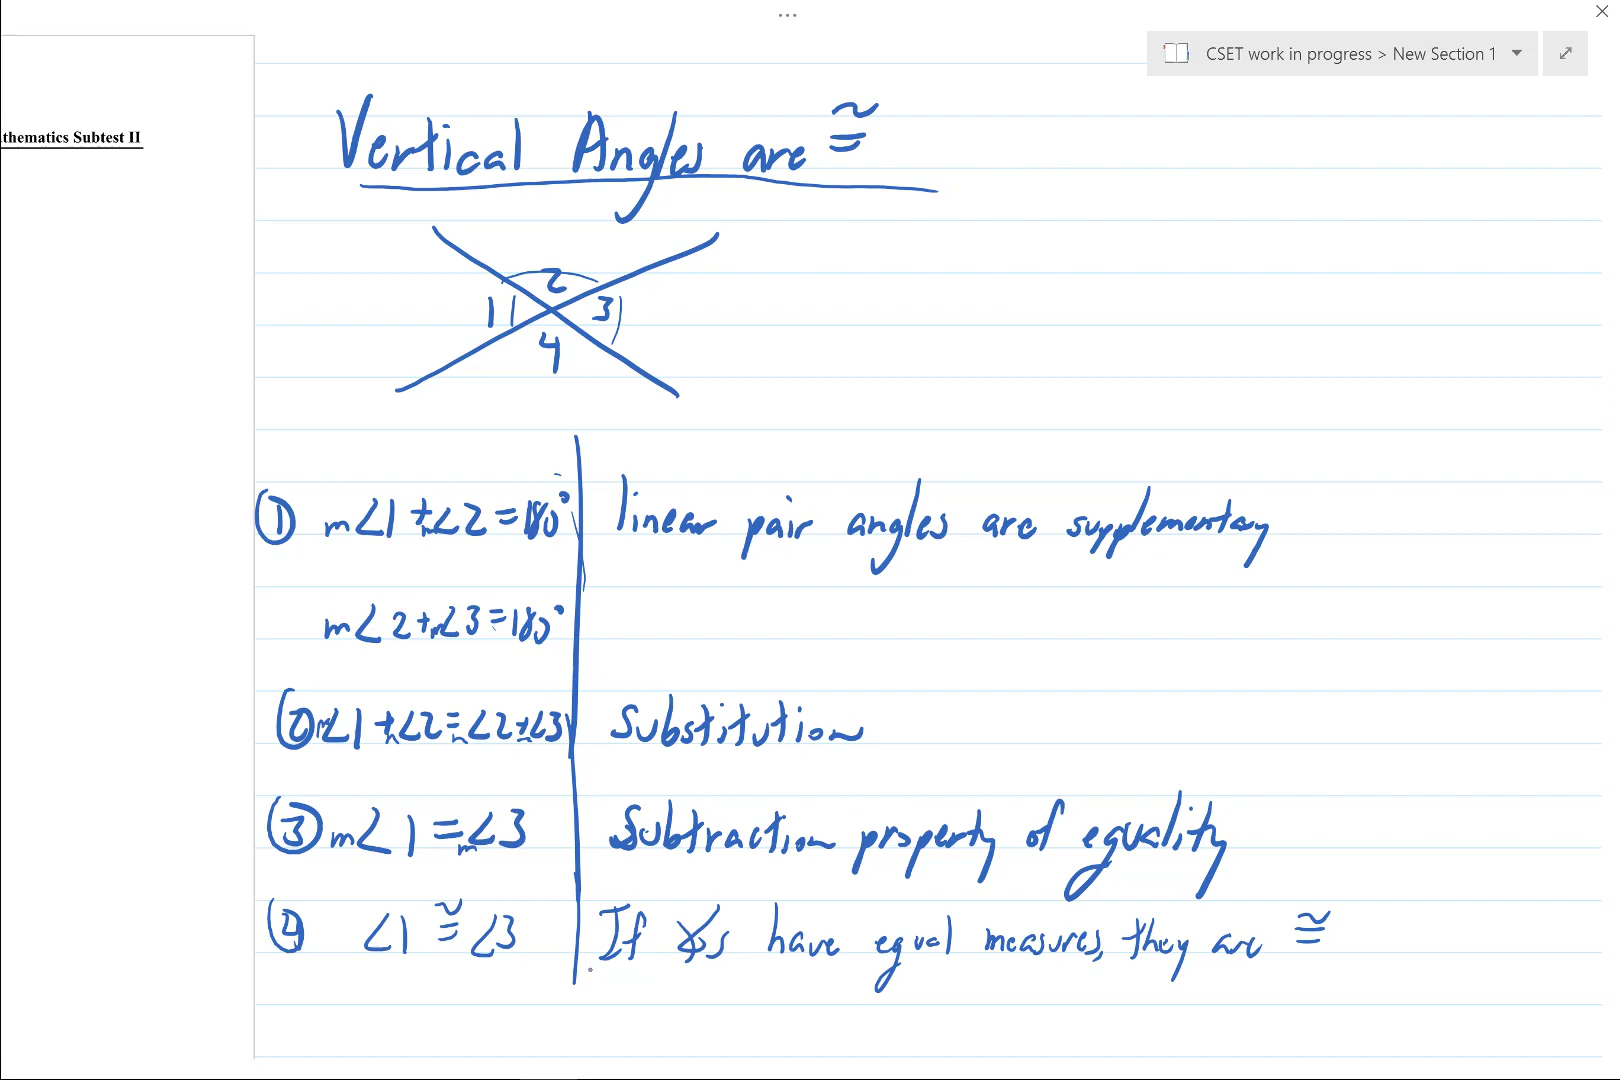 ...
CSET work in progress > New Section 1
thematics Subtest II
Vertical Angles are ≅
2
1 3
4
① m∠1 + m∠2 = 180° linear pair angles are supplementary
m∠2 + m∠3 = 180°
② m∠1 + m∠2 = m∠2 + m∠3 Substitution
③ m∠1 = m∠3 Subtraction property of equality
④ ∠1 ≅ ∠3 If ∡s have equal measures, they are ≅